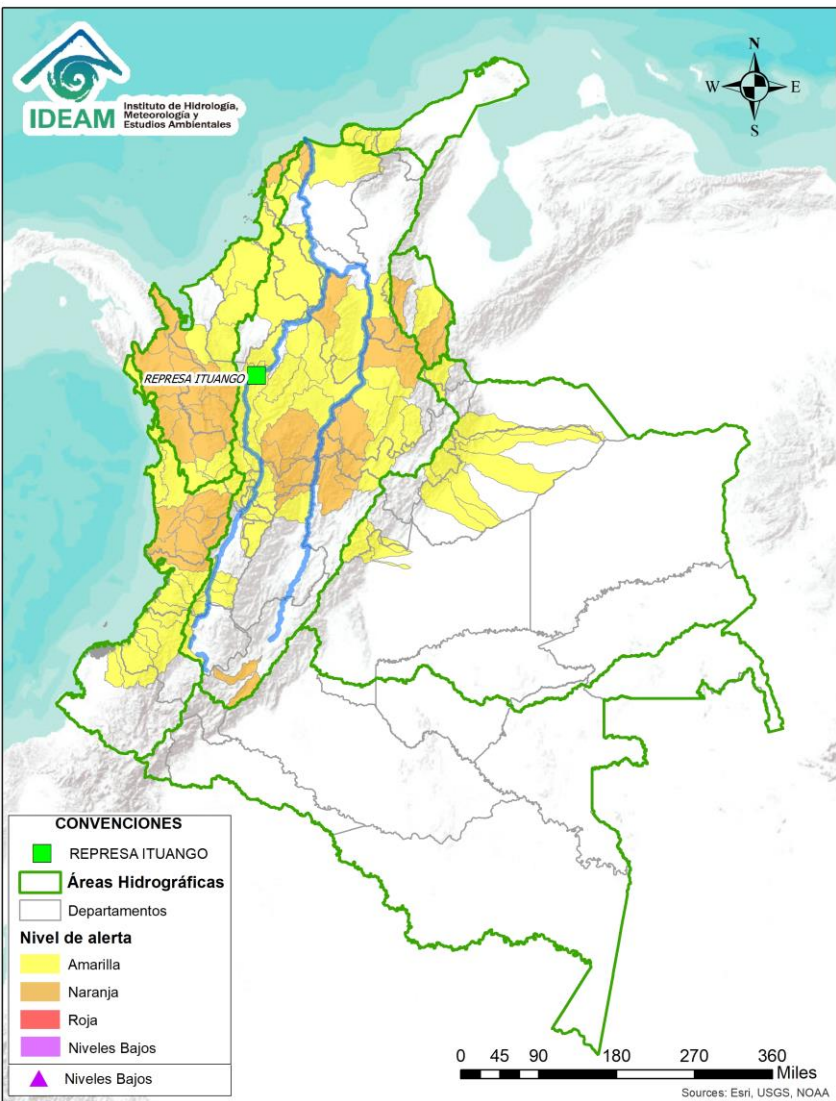 IDEAM
Instituto de Hidrología,
Meteorología y
Estudios Ambientales
N
W
E
S
REPRESA ITUANGO
CONVENCIONES
REPRESA ITUANGO
Áreas Hidrográficas
Departamentos
Nivel de alerta
Amarilla
Naranja
Roja
Niveles Bajos
Niveles Bajos
0 45 90 180 270 360
Miles
Sources: Esri, USGS, NOAA